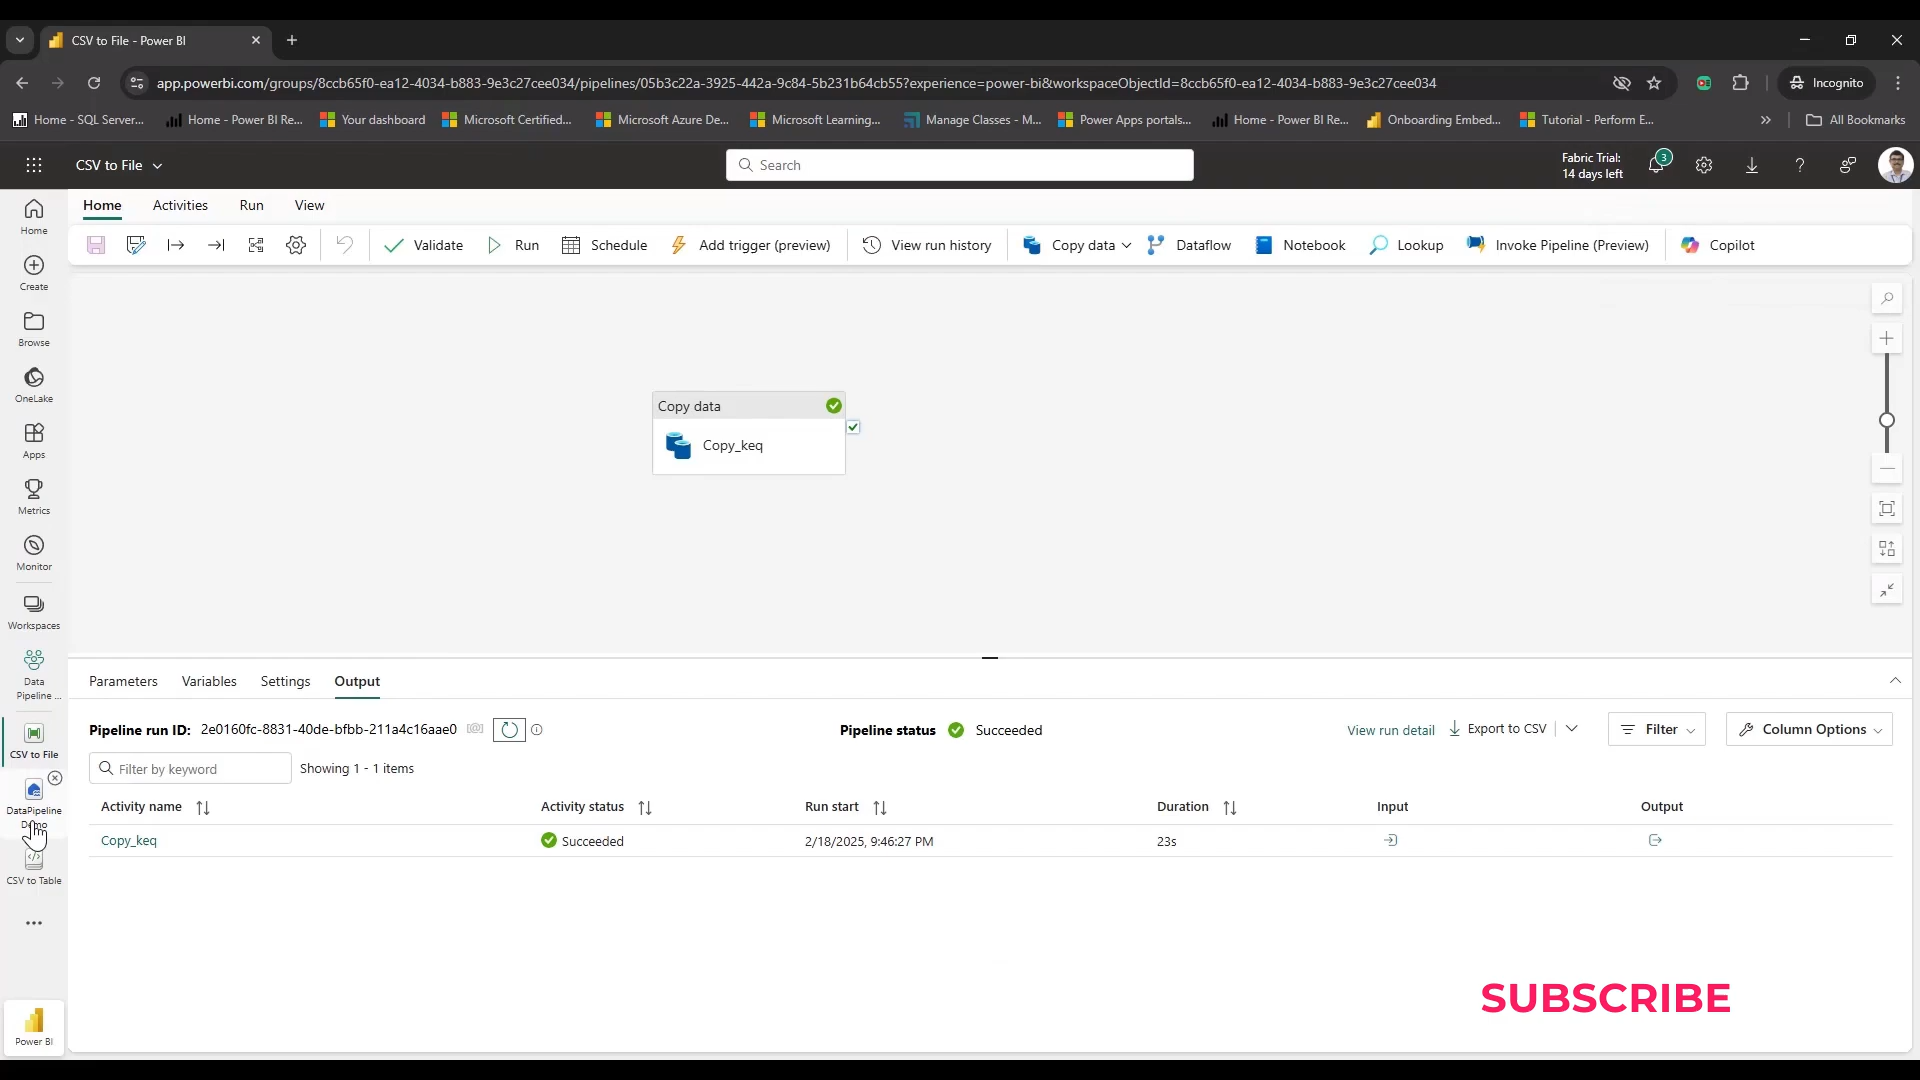 CSV to File - Power BI
app.powerbi.com/groups/8ccb65f0-ea12-4034-b883-9e3c27cee034/pipelines/05b3c22a-3925-442a-9c84-5b231b64cb55?experience=power-bi&workspaceObjectId=8ccb65f0-ea12-4034-b883-9e3c27cee034
Incognito
Home - SQL Server...
Home - Power BI Re...
Your dashboard
Microsoft Certified...
Microsoft Azure De...
Microsoft Learning...
Manage Classes - M...
Power Apps portals...
Home - Power BI Re...
Onboarding Embed...
Tutorial - Perform E...
All Bookmarks
CSV to File
Search
Fabric Trial:
14 days left
3
Home
Activities
Run
View
Validate
Run
Schedule
Add trigger (preview)
View run history
Copy data
Dataflow
Notebook
Lookup
Invoke Pipeline (Preview)
Copilot
Home
Create
Browse
OneLake
Apps
Metrics
Monitor
Workspaces
Data
Pipeline ...
CSV to File
DataPipeline
Demo
CSV to Table
Power BI
Copy data
Copy_keq
Parameters
Variables
Settings
Output
Pipeline run ID: 2e0160fc-8831-40de-bfbb-211a4c16aae0
Pipeline status Succeeded
View run detail
Export to CSV
Filter
Column Options
Filter by keyword
Showing 1 - 1 items
Activity name
Activity status
Run start
Duration
Input
Output
Copy_keq
Succeeded
2/18/2025, 9:46:27 PM
23s
SUBSCRIBE